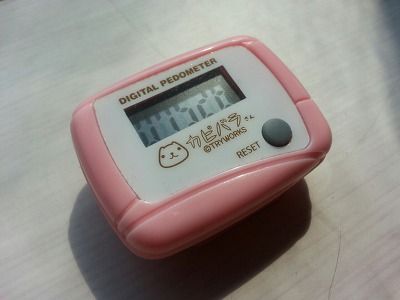 DIGITAL PEDOMETER
カピバラさん
©TRYWORKS
RESET